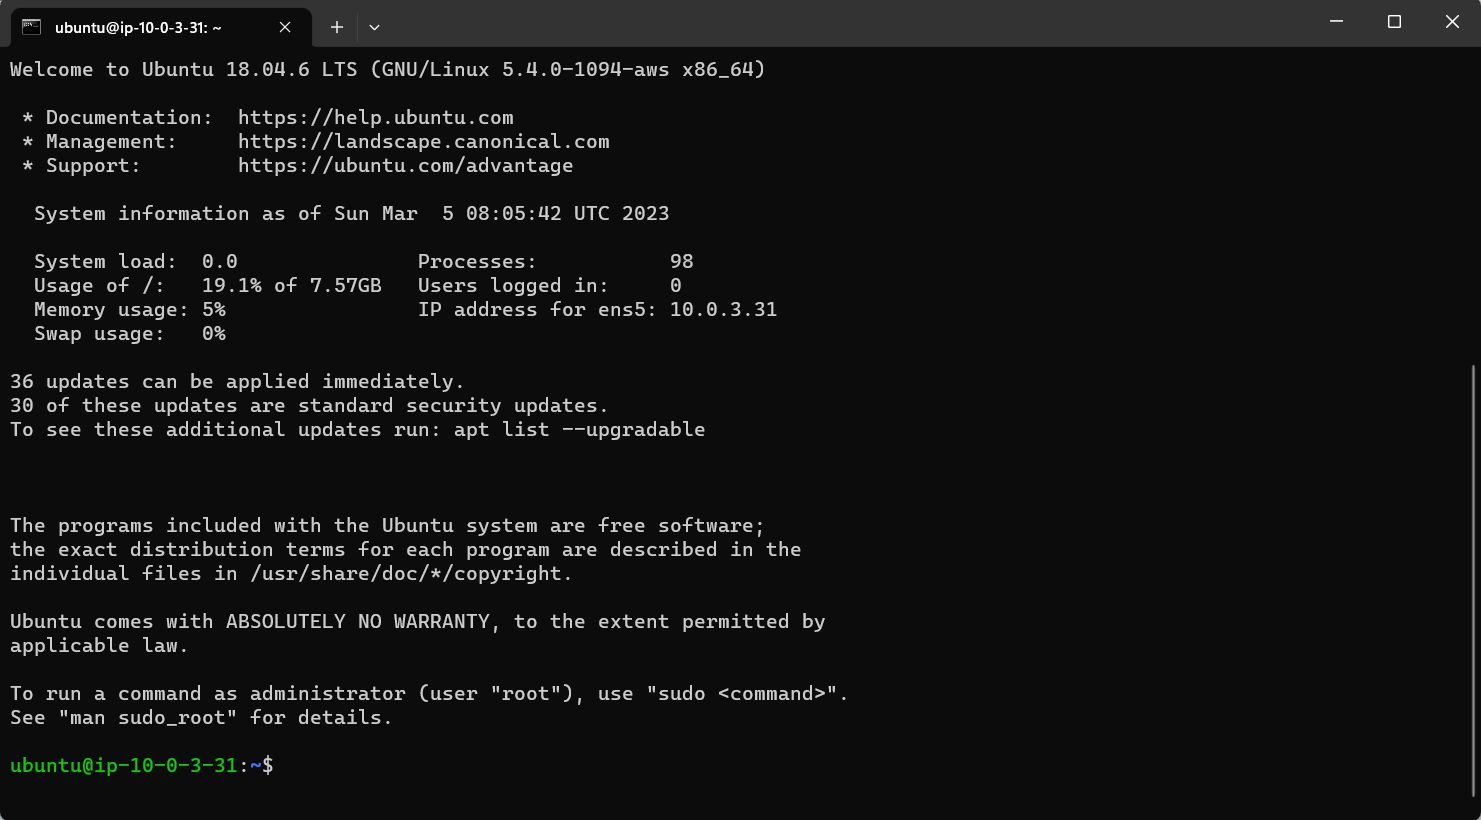 ubuntu@ip-10-0-3-31: ~
Welcome to Ubuntu 18.04.6 LTS (GNU/Linux 5.4.0-1094-aws x86_64)
* Documentation:  https://help.ubuntu.com
* Management:     https://landscape.canonical.com
* Support:        https://ubuntu.com/advantage
System information as of Sun Mar  5 08:05:42 UTC 2023
System load:  0.0               Processes:           98
Usage of /:   19.1% of 7.57GB   Users logged in:     0
Memory usage: 5%                IP address for ens5: 10.0.3.31
Swap usage:   0%
36 updates can be applied immediately.
30 of these updates are standard security updates.
To see these additional updates run: apt list --upgradable
The programs included with the Ubuntu system are free software;
the exact distribution terms for each program are described in the
individual files in /usr/share/doc/*/copyright.
Ubuntu comes with ABSOLUTELY NO WARRANTY, to the extent permitted by
applicable law.
To run a command as administrator (user "root"), use "sudo <command>".
See "man sudo_root" for details.
ubuntu@ip-10-0-3-31:~$